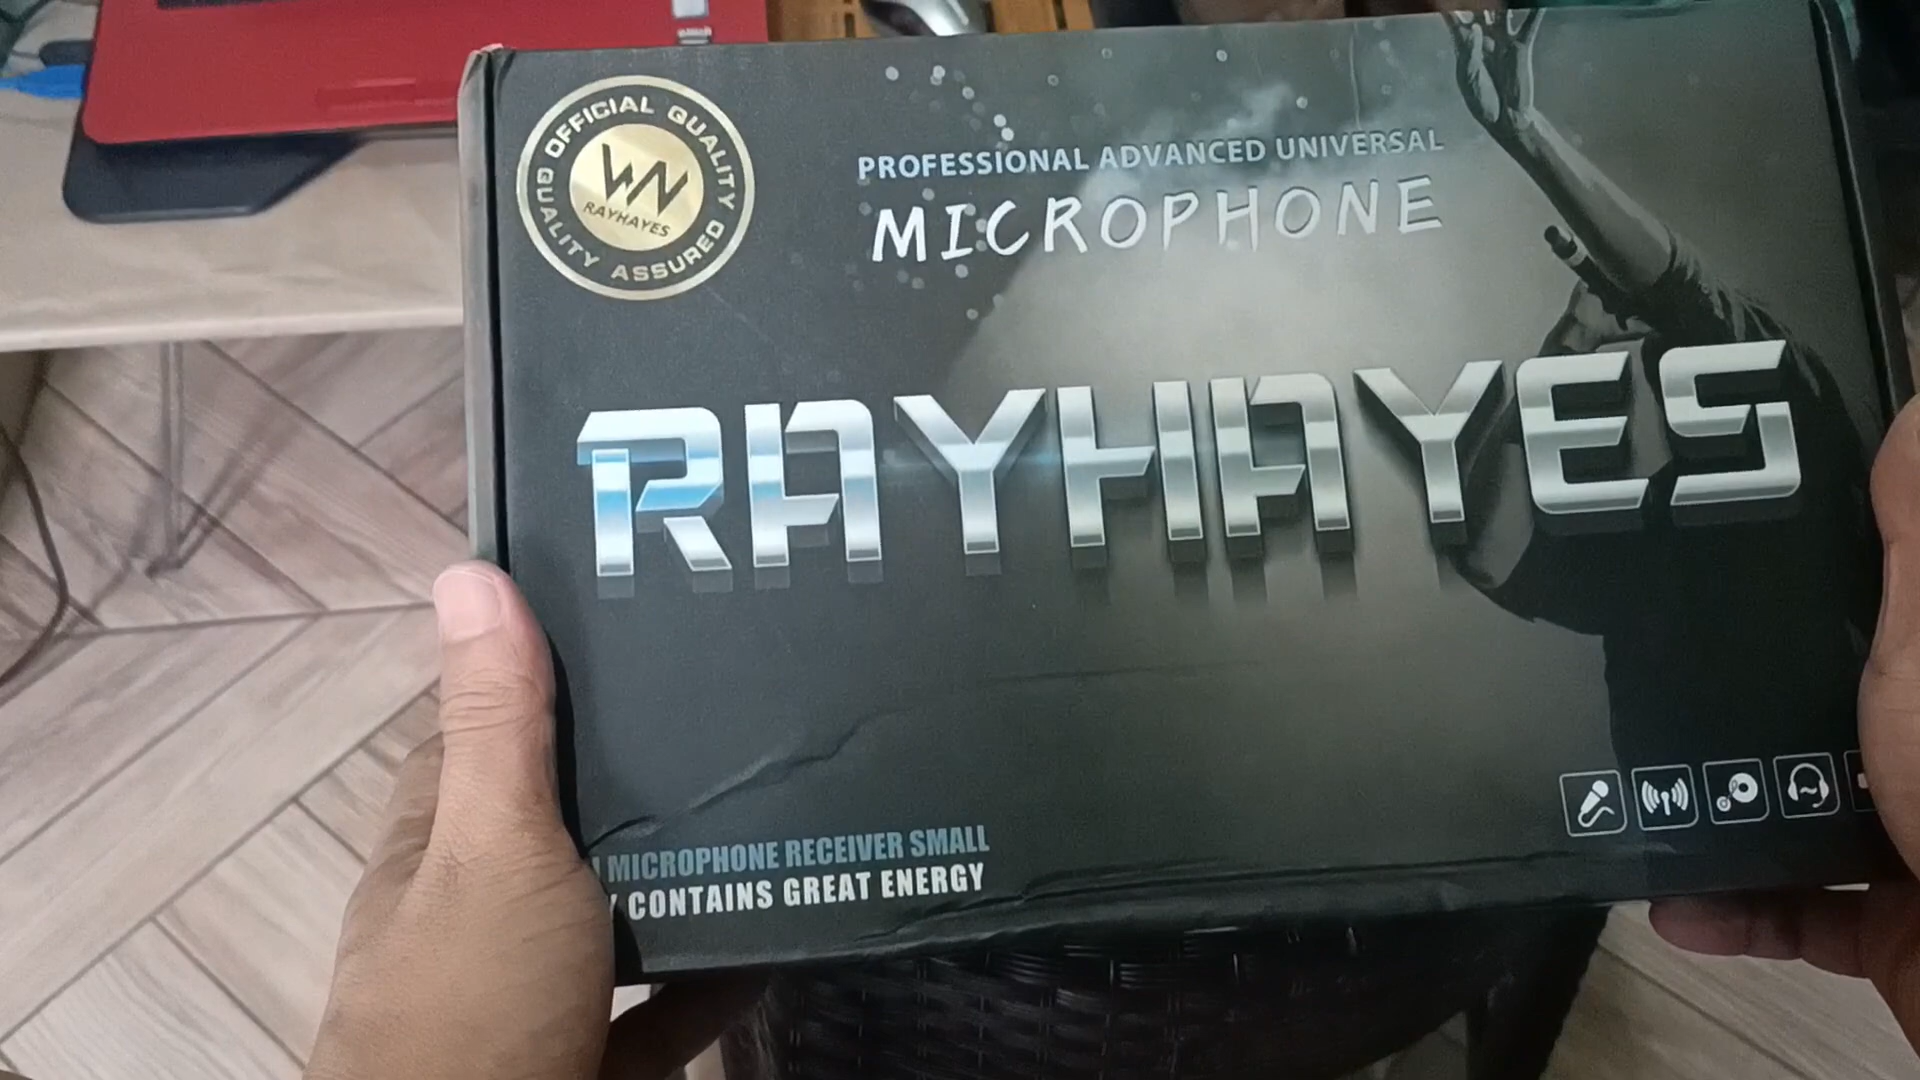 OFFICIAL QUALITY
QUALITY ASSURED
RAYHAYES
PROFESSIONAL ADVANCED UNIVERSAL
MICROPHONE
RAYHAYES
MICROPHONE RECEIVER SMALL
CONTAINS GREAT ENERGY